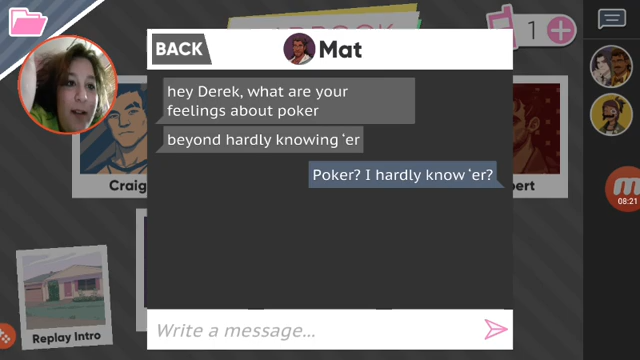 BACK
Mat
1
hey Derek, what are your
feelings about poker
beyond hardly knowing ‘er
Poker? I hardly know ‘er?
Craig
Replay Intro
Write a message...
08:21